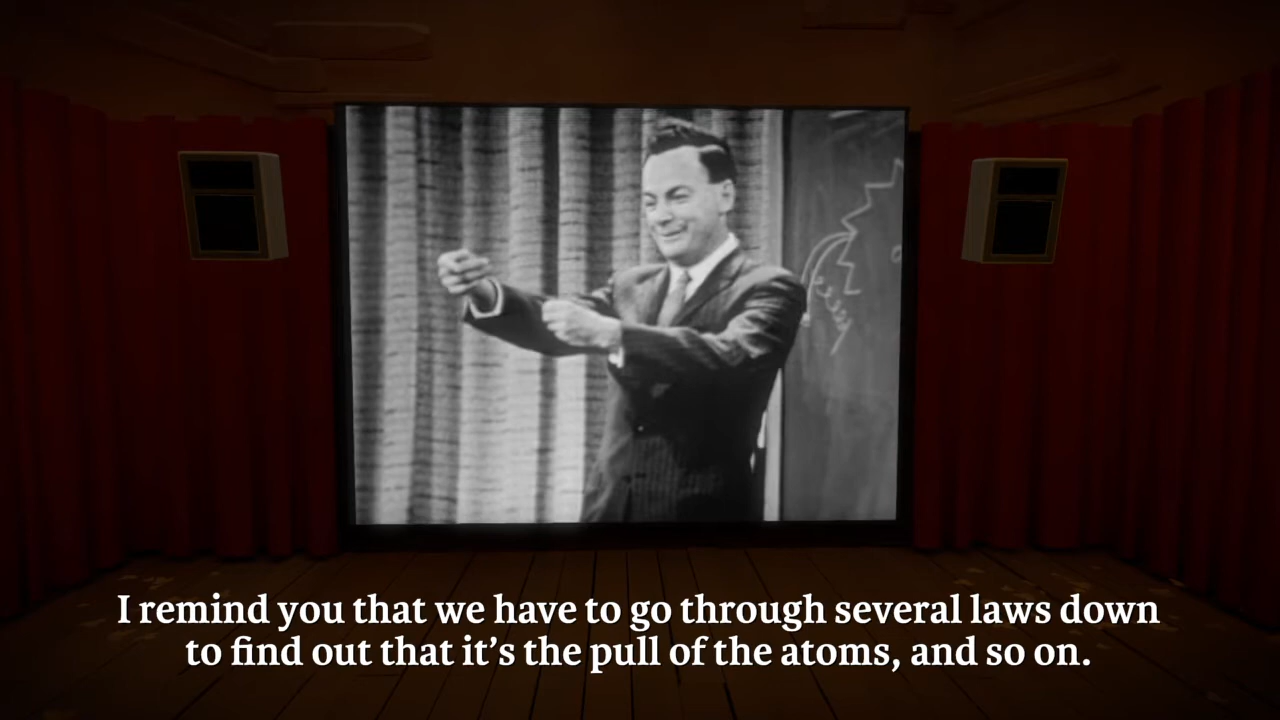 I remind you that we have to go through several laws down
to find out that it’s the pull of the atoms, and so on.